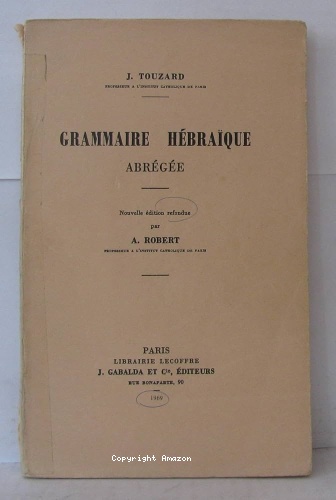 J. TOUZARD
PROFESSEUR A L'INSTITUT CATHOLIQUE DE PARIS
GRAMMAIRE HÉBRAÏQUE
ABRÉGÉE
Nouvelle édition refondue
par
A. ROBERT
PROFESSEUR A L'INSTITUT CATHOLIQUE DE PARIS
PARIS
LIBRAIRIE LECOFFRE
J. GABALDA ET Cie, ÉDITEURS
RUE BONAPARTE, 90
1969
Copyright Amazon